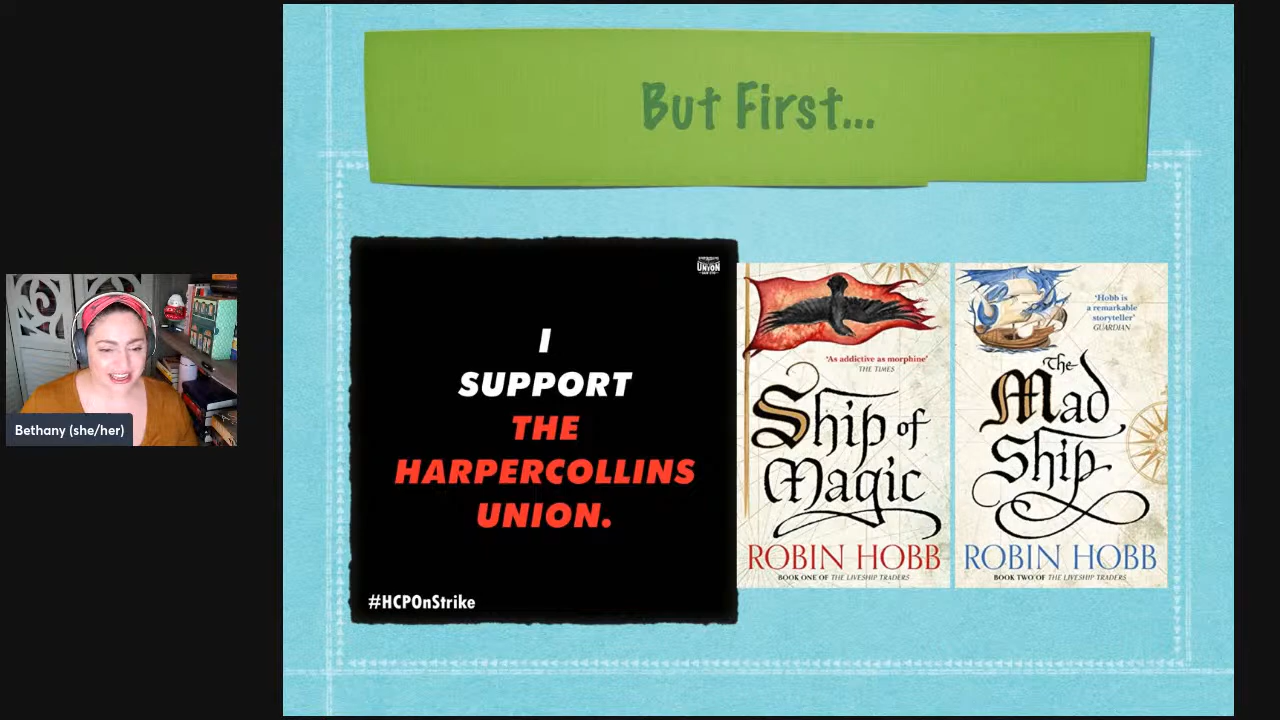 But First...
UNION
I
SUPPORT
THE
HARPERCOLLINS
UNION.
#HCPOnStrike
'As addictive as morphine'
THE TIMES
Ship of
Magic
ROBIN HOBB
BOOK ONE OF THE LIVESHIP TRADERS
'Hobb is
a remarkable
storyteller'
GUARDIAN
The
Mad
Ship
ROBIN HOBB
BOOK TWO OF THE LIVESHIP TRADERS
Bethany (she/her)